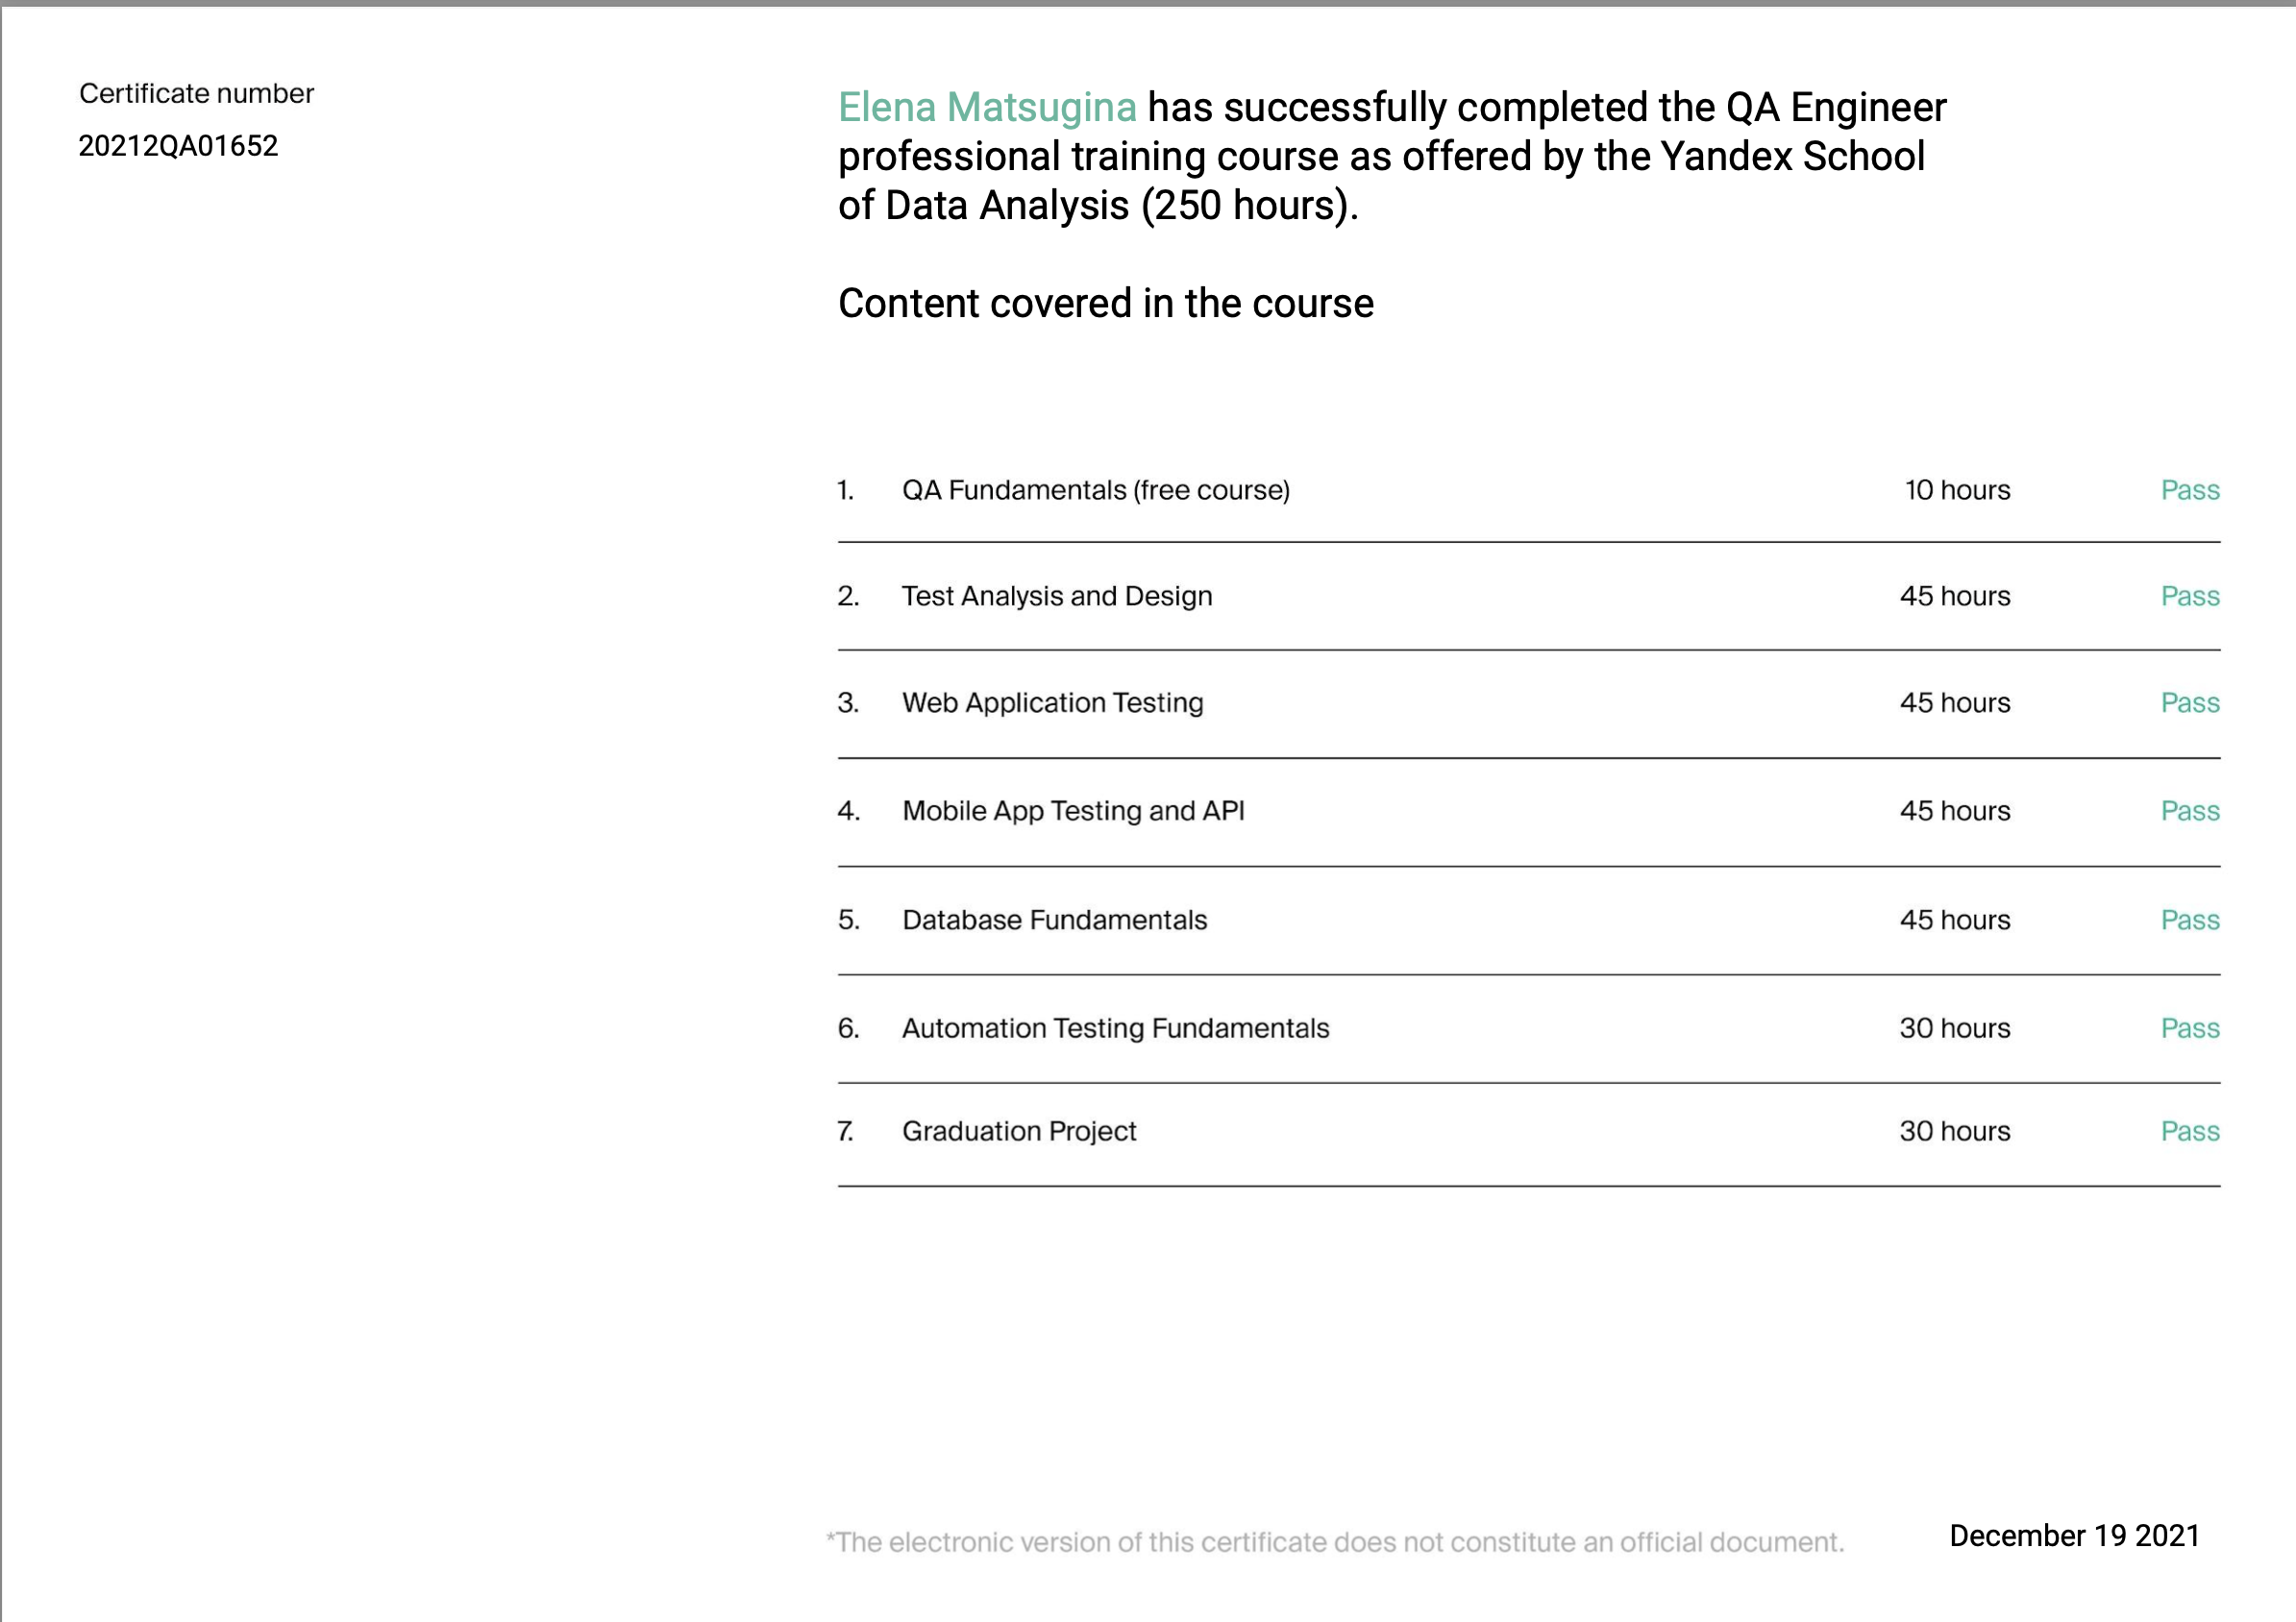 Certificate number
20212QA01652
Elena Matsugina has successfully completed the QA Engineer
professional training course as offered by the Yandex School
of Data Analysis (250 hours).
Content covered in the course
1. QA Fundamentals (free course) 10 hours Pass
2. Test Analysis and Design 45 hours Pass
3. Web Application Testing 45 hours Pass
4. Mobile App Testing and API 45 hours Pass
5. Database Fundamentals 45 hours Pass
6. Automation Testing Fundamentals 30 hours Pass
7. Graduation Project 30 hours Pass
*The electronic version of this certificate does not constitute an official document. December 19 2021